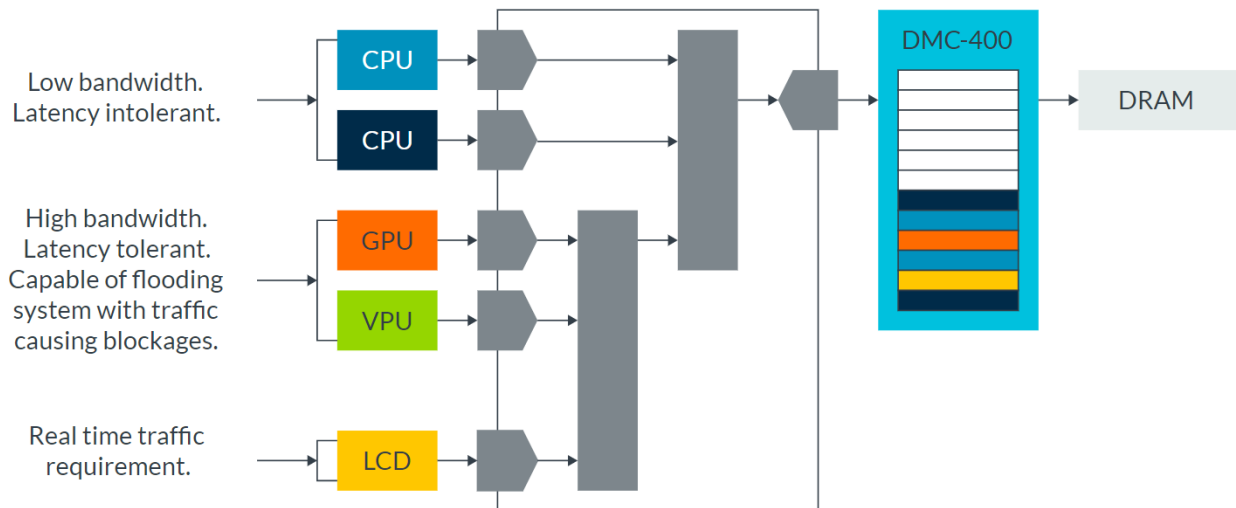 Low bandwidth.
Latency intolerant.
CPU
CPU
High bandwidth.
Latency tolerant.
Capable of flooding
system with traffic
causing blockages.
GPU
VPU
Real time traffic
requirement.
LCD
DMC-400
DRAM